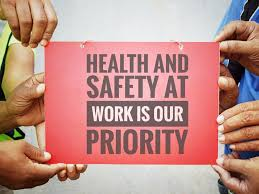 HEALTH AND
SAFETY AT
WORK IS OUR
PRIORITY